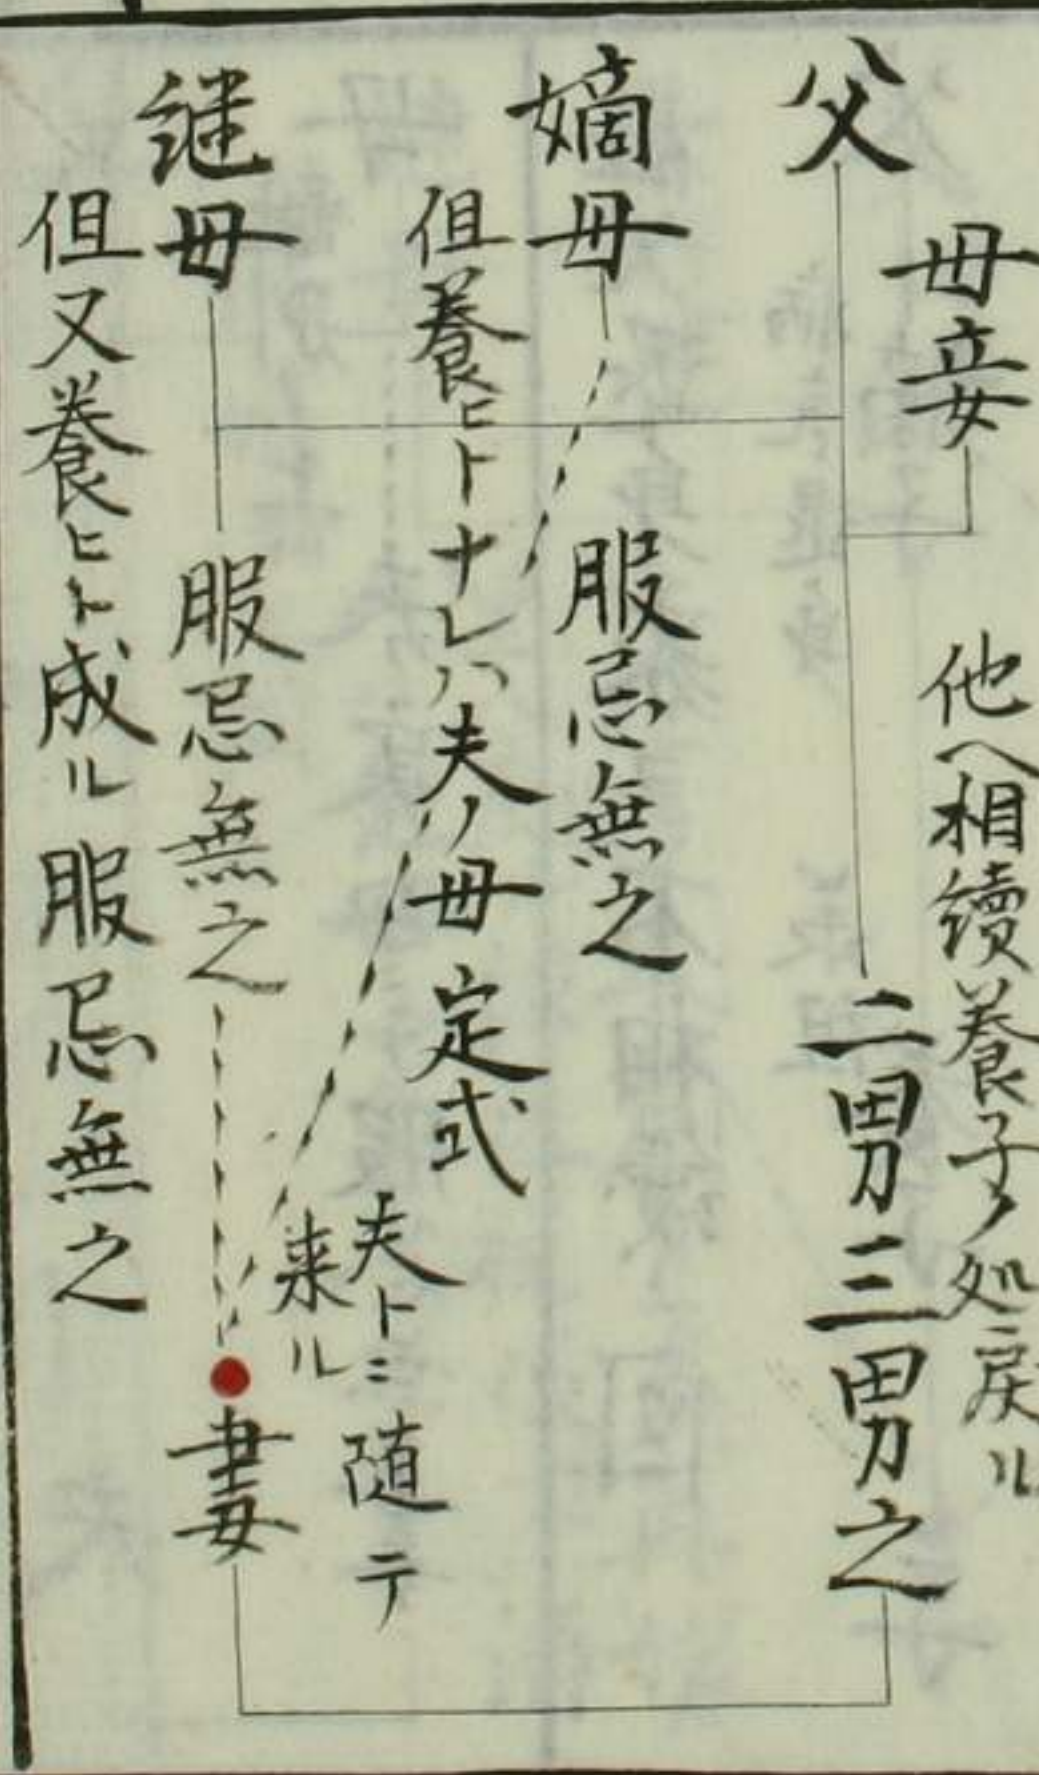 母妾
他へ相續養子ノ処戻ル
父
二男三男之
嫡母
服忌無之
但養ヒトナレハ夫ノ母定式
夫トニ随テ
来ル
継母
服忌無之
妻
但又養ヒト成ル服忌無之